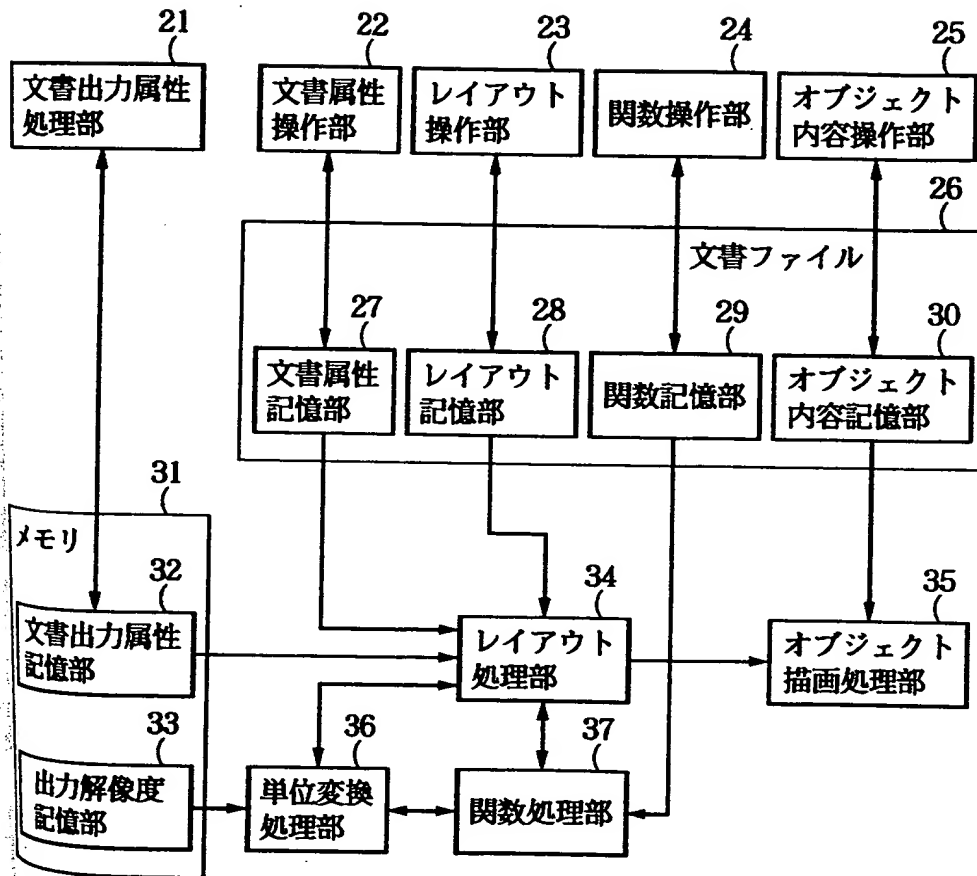 21
22
23
24
25
文書出力属性
処理部
文書属性
操作部
レイアウト
操作部
関数操作部
オブジェクト
内容操作部
26
文書ファイル
27
28
29
30
文書属性
記憶部
レイアウト
記憶部
関数記憶部
オブジェクト
内容記憶部
31
メモリ
32
34
35
文書出力属性
記憶部
レイアウト
処理部
オブジェクト
描画処理部
33
36
37
出力解像度
記憶部
単位変換
処理部
関数処理部